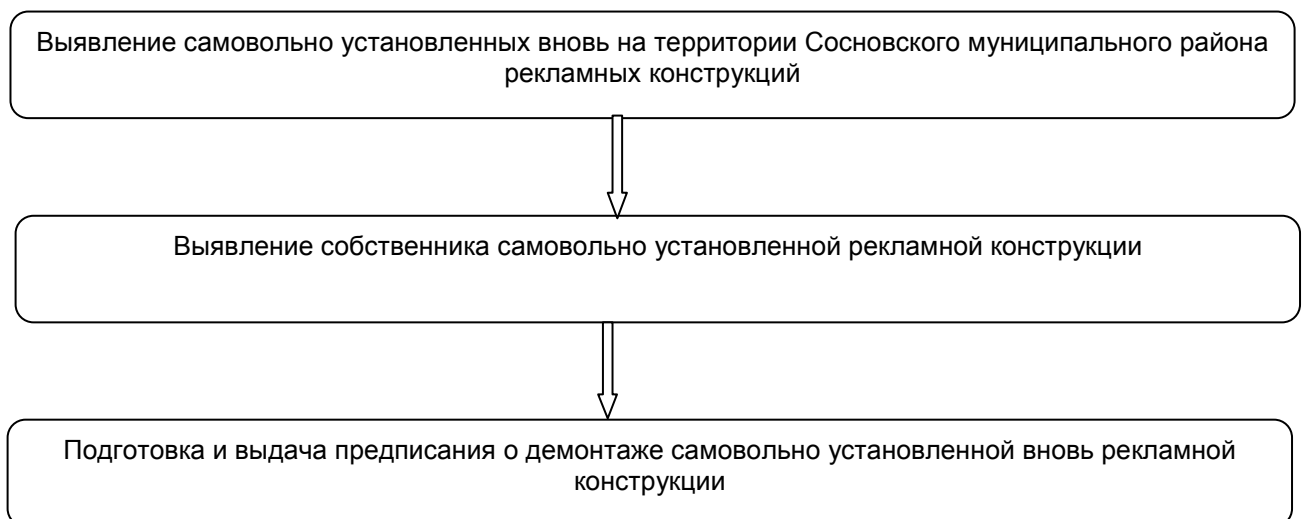 Выявление самовольно установленных вновь на территории Сосновского муниципального района
рекламных конструкций
Выявление собственника самовольно установленной рекламной конструкции
Подготовка и выдача предписания о демонтаже самовольно установленной вновь рекламной
конструкции